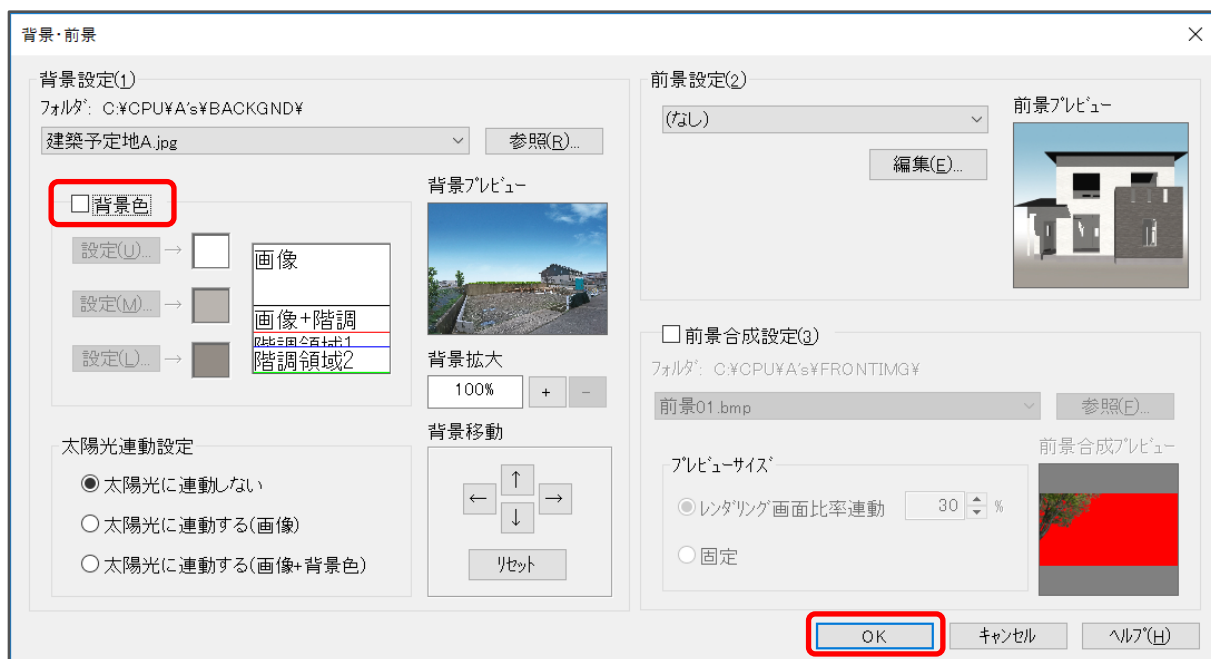 背景・前景
背景設定(1)
フォルダ: C:¥CPU¥A's¥BACKGND¥
建築予定地A.jpg
参照(R)...
背景色
設定(U)... →
設定(M)... →
設定(L)... →
画像
画像+階調
階調領域1
階調領域2
背景プレビュー
背景拡大
100%
+
-
背景移動
↑
← →
↓
リセット
太陽光連動設定
太陽光に連動しない
太陽光に連動する(画像)
太陽光に連動する(画像+背景色)
前景設定(2)
(なし)
編集(E)...
前景プレビュー
前景合成設定(3)
フォルダ: C:¥CPU¥A's¥FRONTIMG¥
前景01.bmp
参照(F)...
プレビューサイズ
レンダリング画面比率連動 30 %
固定
前景合成プレビュー
OK
キャンセル
ヘルプ(H)